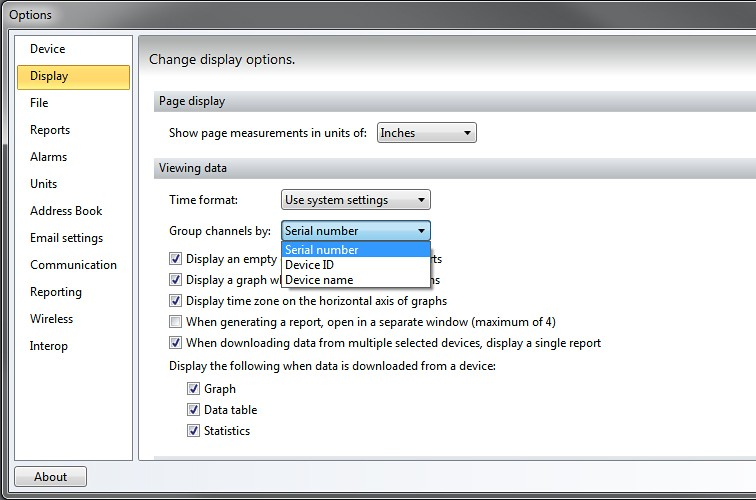 Options
Device
Display
File
Reports
Alarms
Units
Address Book
Email settings
Communication
Reporting
Wireless
Interop
About
Change display options.
Page display
Show page measurements in units of: Inches
Viewing data
Time format: Use system settings
Group channels by: Serial number
Serial number
Device ID
Device name
Display an empty
Display a graph
Display time zone on the horizontal axis of graphs
When generating a report, open in a separate window (maximum of 4)
When downloading data from multiple selected devices, display a single report
Display the following when data is downloaded from a device:
Graph
Data table
Statistics